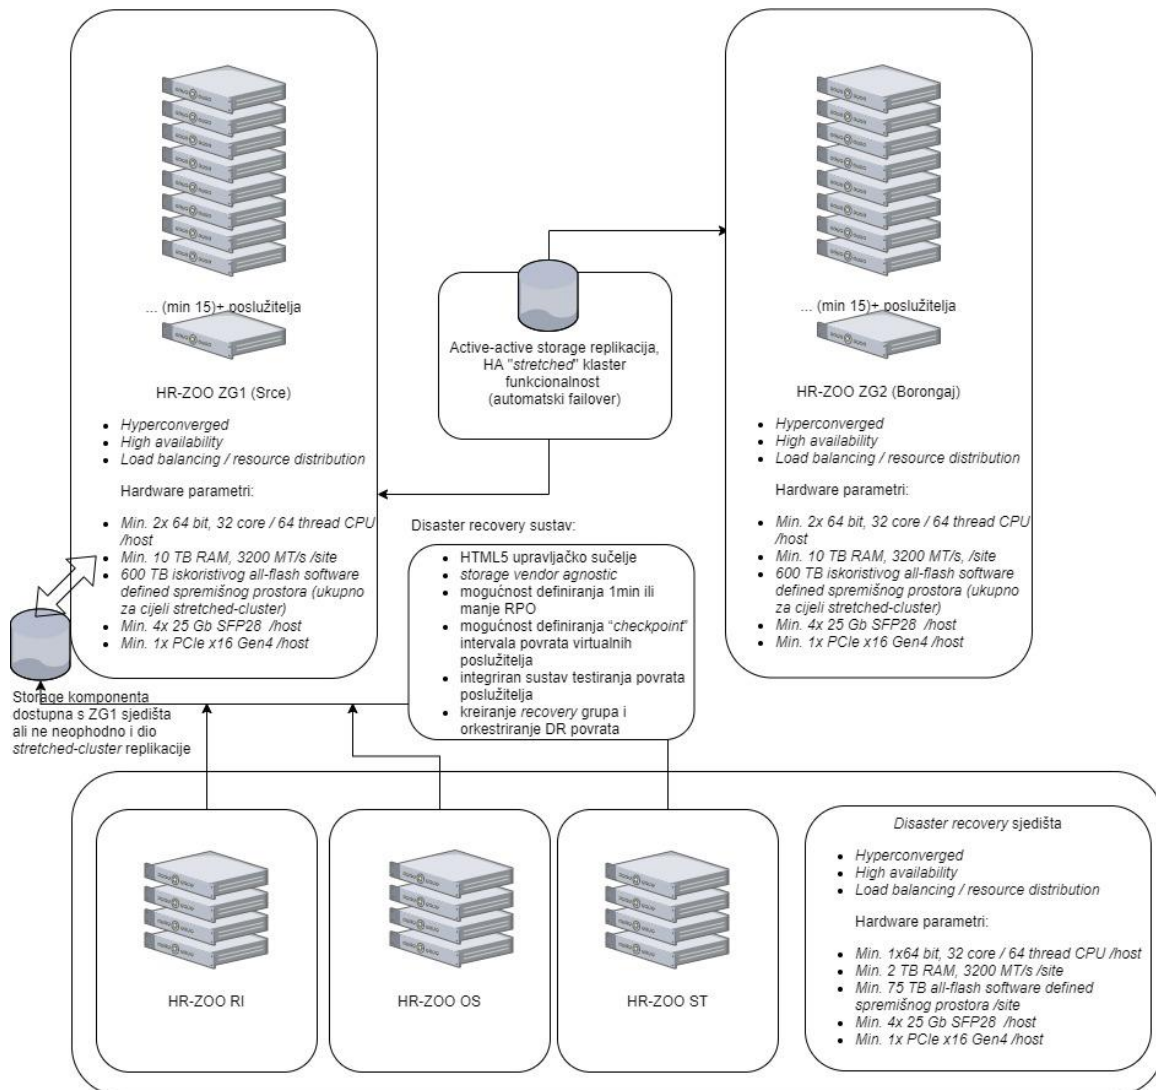 ... (min 15)+ poslužitelja
HR-ZOO ZG1 (Srce)
Hyperconverged
High availability
Load balancing / resource distribution
Hardware parametri:
Min. 2x 64 bit, 32 core / 64 thread CPU
/host
Min. 10 TB RAM, 3200 MT/s /site
600 TB iskoristivog all-flash software
defined spremišnog prostora (ukupno
za cijeli stretched-cluster)
Min. 4x 25 Gb SFP28 /host
Min. 1x PCIe x16 Gen4 /host
Active-active storage replikacija,
HA "stretched" klaster
funkcionalnost
(automatski failover)
... (min 15)+ poslužitelja
HR-ZOO ZG2 (Borongaj)
Hyperconverged
High availability
Load balancing / resource distribution
Hardware parametri:
Min. 2x 64 bit, 32 core / 64 thread CPU
/host
Min. 10 TB RAM, 3200 MT/s, /site
600 TB iskoristivog all-flash software
defined spremišnog prostora
(ukupno za cijeli stretched-cluster)
Min. 4x 25 Gb SFP28 /host
Min. 1x PCIe x16 Gen4 /host
Disaster recovery sustav:
HTML5 upravljačko sučelje
storage vendor agnostic
mogućnost definiranja 1min ili
manje RPO
mogućnost definiranja “checkpoint”
intervala povrata virtualnih
poslužitelja
integriran sustav testiranja povrata
poslužitelja
kreiranje recovery grupa i
orkestriranje DR povrata
Storage komponenta
dostupna s ZG1 sjedišta
ali ne neophodno i dio
stretched-cluster replikacije
HR-ZOO RI
HR-ZOO OS
HR-ZOO ST
Disaster recovery sjedišta
Hyperconverged
High availability
Load balancing / resource distribution
Hardware parametri:
Min. 1x64 bit, 32 core / 64 thread CPU /host
Min. 2 TB RAM, 3200 MT/s /site
Min. 75 TB all-flash software defined
spremišnog prostora /site
Min. 4x 25 Gb SFP28 /host
Min. 1x PCIe x16 Gen4 /host